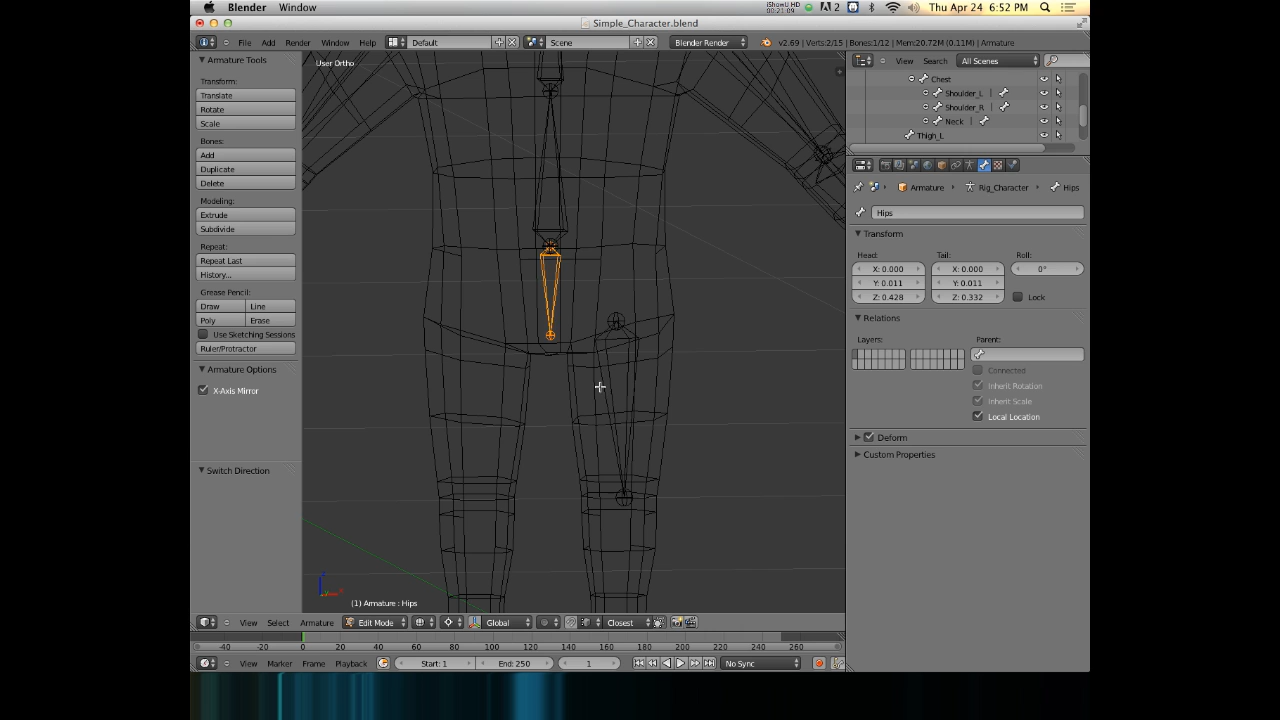 Blender Window
iShowU HD
00:21:09
2
Thu Apr 24 6:52 PM
Simple_Character.blend
File Add Render Window Help Default Scene Blender Render v2.69 | Verts:2/15 | Bones:1/12 | Mem:20.72M (0.11M) | Armature
Armature Tools
Transform:
Translate
Rotate
Scale
Bones:
Add
Duplicate
Delete
Modeling:
Extrude
Subdivide
Repeat:
Repeat Last
History...
Grease Pencil:
Draw Line
Poly Erase
Use Sketching Sessions
Ruler/Protractor
Armature Options
X-Axis Mirror
Switch Direction
User Ortho
(1) Armature : Hips
View Select Armature Edit Mode Global Closest
-40 -20 0 20 40 60 80 100 120 140 160 180 200 220 240 260
View Marker Frame Playback Start: 1 End: 250 1 No Sync
View Search All Scenes
Chest
Shoulder_L
Shoulder_R
Neck
Thigh_L
Armature Rig_Character Hips
Hips
Transform
Head: Tail: Roll:
X: 0.000 X: 0.000 0°
Y: 0.011 Y: 0.011
Z: 0.428 Z: 0.332 Lock
Relations
Layers: Parent:
Connected
Inherit Rotation
Inherit Scale
Local Location
Deform
Custom Properties